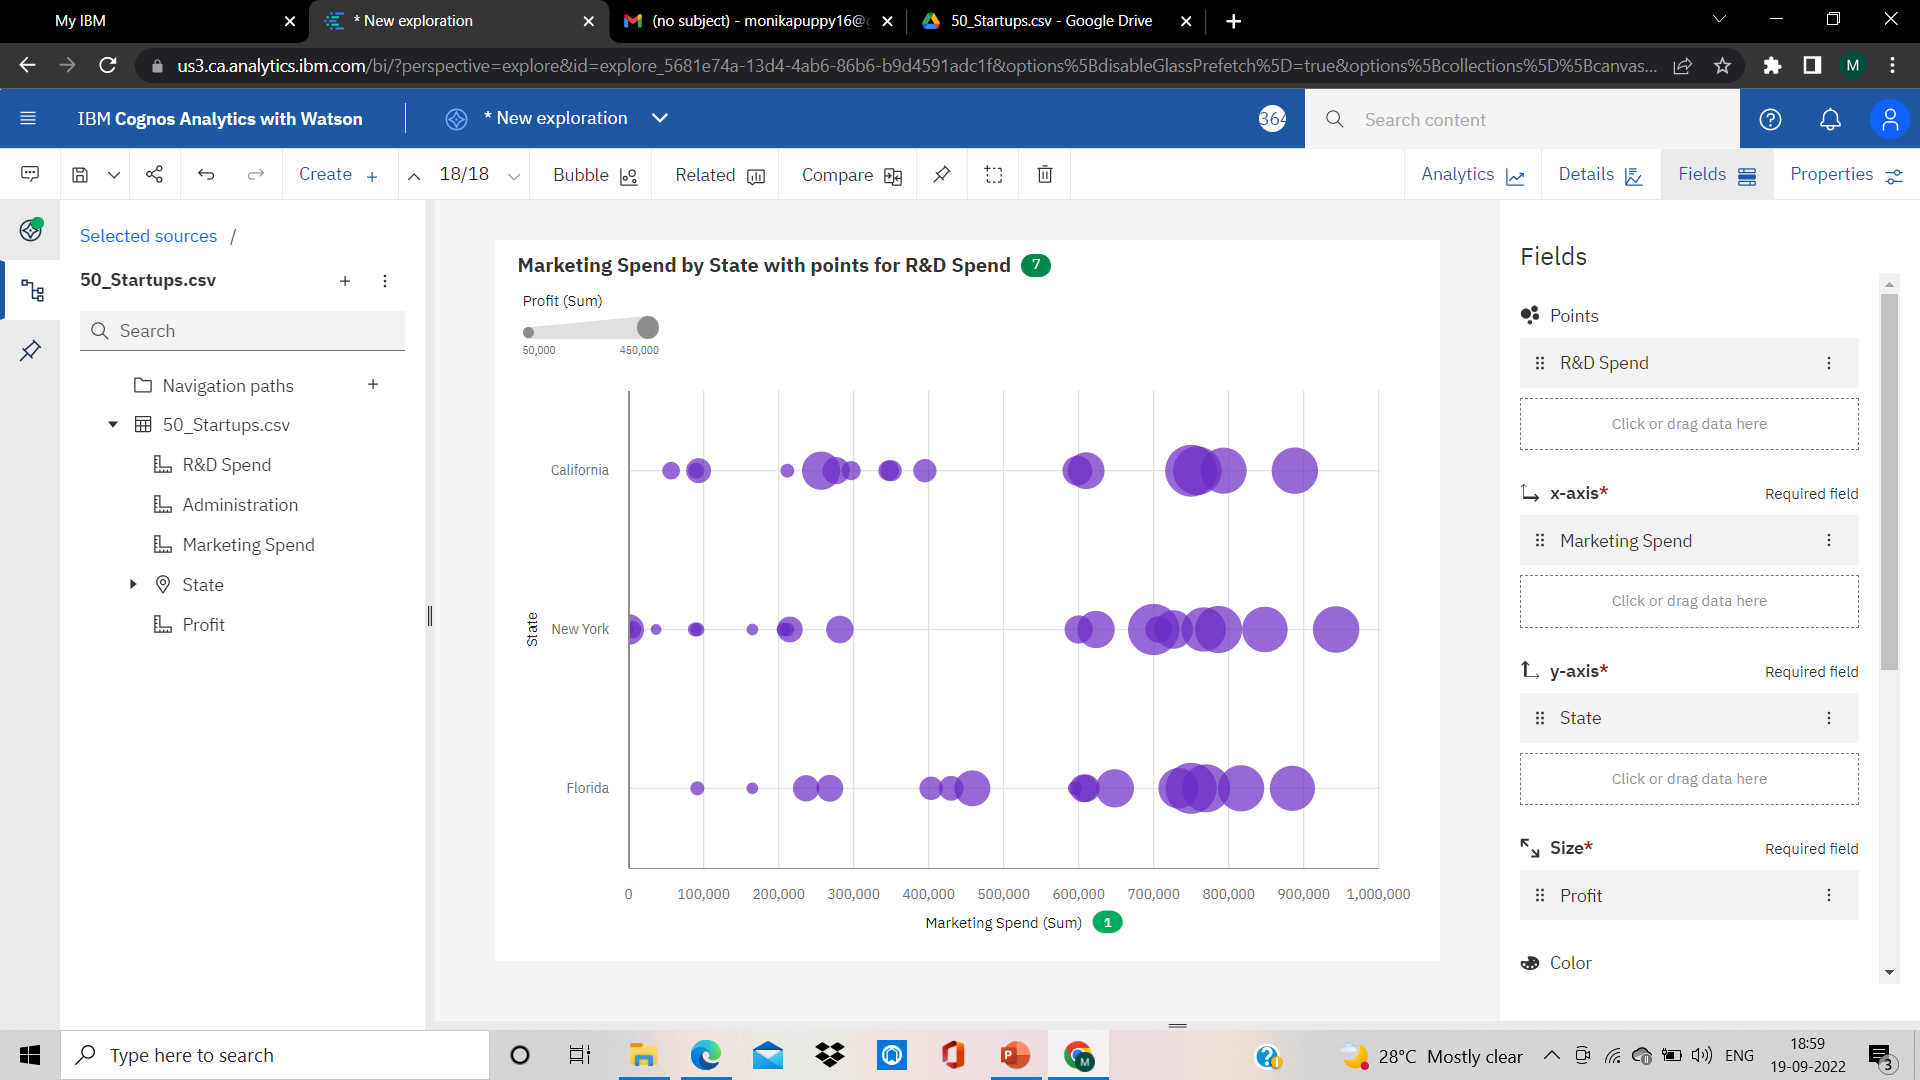 My IBM
* New exploration
(no subject) - monikapuppy16@
50_Startups.csv - Google Drive
us3.ca.analytics.ibm.com/bi/?perspective=explore&id=explore_5681e74a-13d4-4ab6-86b6-b9d4591adc1f&options%5BdisableGlassPrefetch%5D=true&options%5Bcollections%5D%5Bcanvas...
M
IBM Cognos Analytics with Watson
* New exploration
364
Search content
Create
18/18
Bubble
Related
Compare
Analytics
Details
Fields
Properties
Selected sources /
50_Startups.csv
Search
Navigation paths
50_Startups.csv
R&D Spend
Administration
Marketing Spend
State
Profit
Marketing Spend by State with points for R&D Spend 7
Profit (Sum)
50,000 450,000
California
New York
Florida
State
0 100,000 200,000 300,000 400,000 500,000 600,000 700,000 800,000 900,000 1,000,000
Marketing Spend (Sum) 1
Fields
Points
R&D Spend
Click or drag data here
x-axis* Required field
Marketing Spend
Click or drag data here
y-axis* Required field
State
Click or drag data here
Size* Required field
Profit
Color
Type here to search
P
M
28°C Mostly clear
ENG
18:59
19-09-2022
3